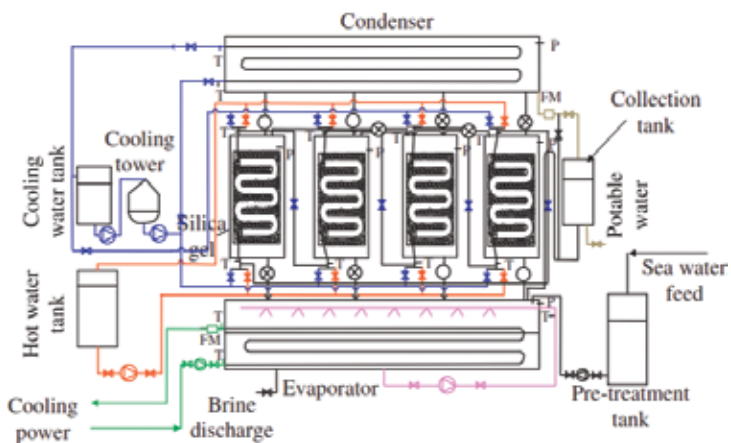 Condenser
P
T
T
FM
Collection
tank
Cooling
tower
Cooling
water tank
T
T
T
T
P
P
P
P
Silica
gel
Potable
water
Hot water
tank
Sea water
feed
P
T
T
FM
T
Evaporator
Cooling
power
Brine
discharge
Pre-treatment
tank